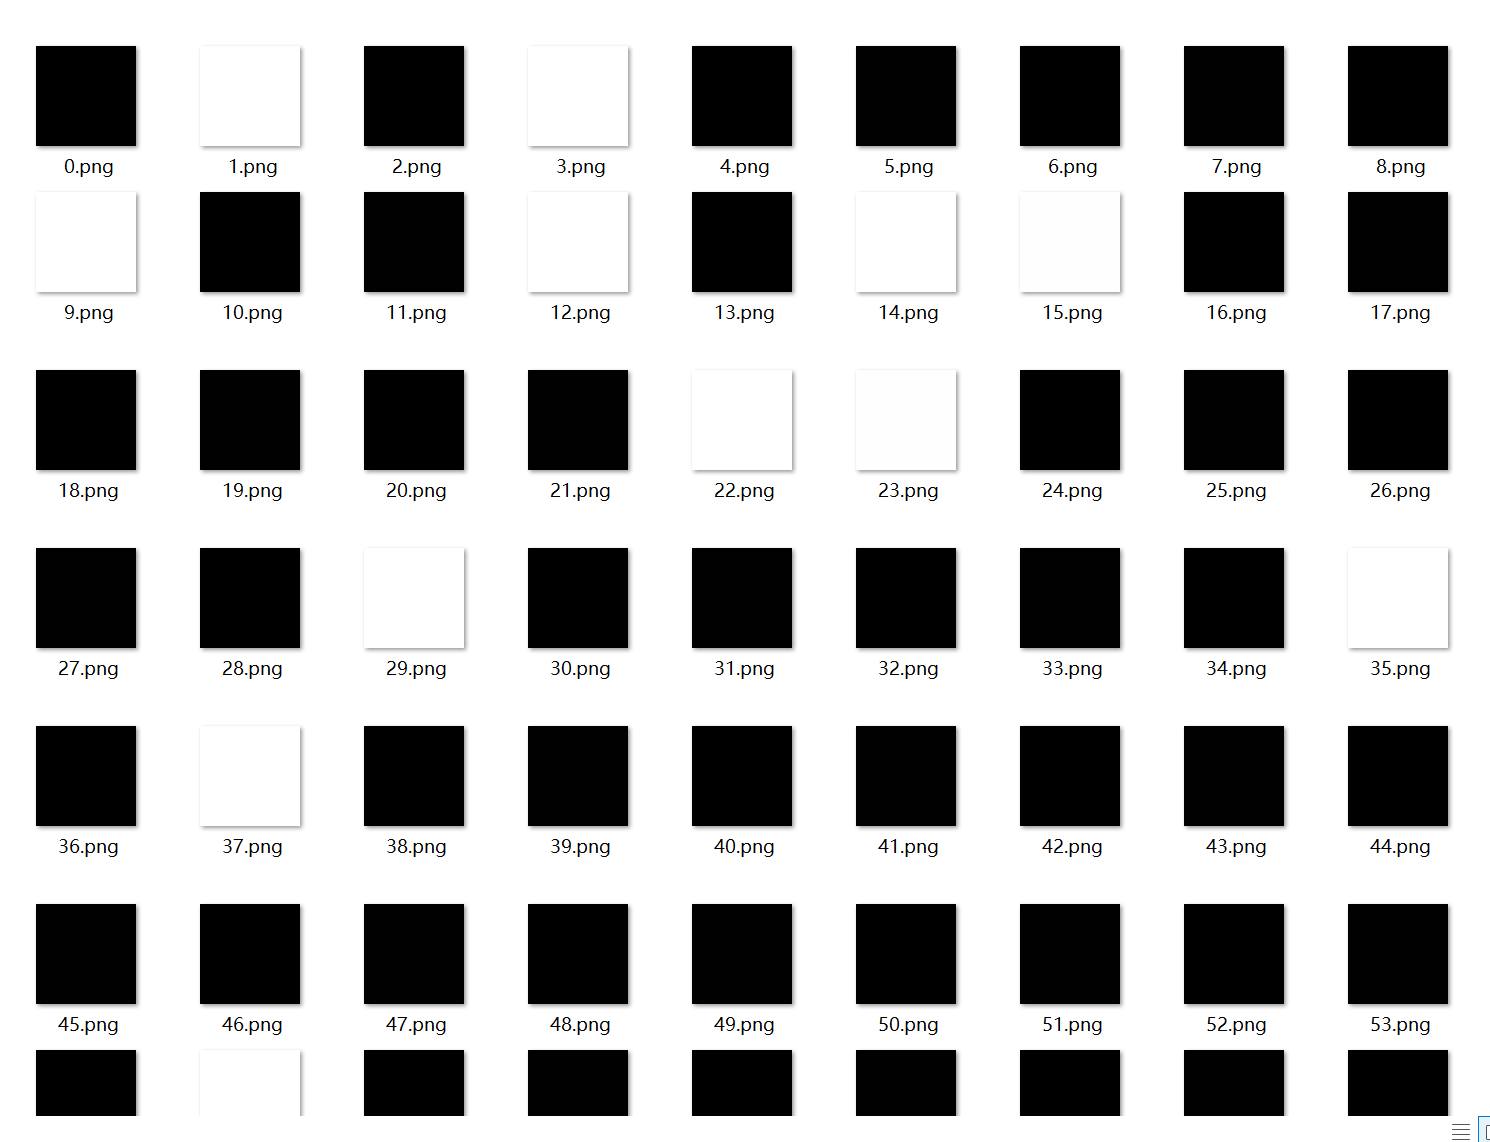 0.png 1.png 2.png 3.png 4.png 5.png 6.png 7.png 8.png
9.png 10.png 11.png 12.png 13.png 14.png 15.png 16.png 17.png
18.png 19.png 20.png 21.png 22.png 23.png 24.png 25.png 26.png
27.png 28.png 29.png 30.png 31.png 32.png 33.png 34.png 35.png
36.png 37.png 38.png 39.png 40.png 41.png 42.png 43.png 44.png
45.png 46.png 47.png 48.png 49.png 50.png 51.png 52.png 53.png